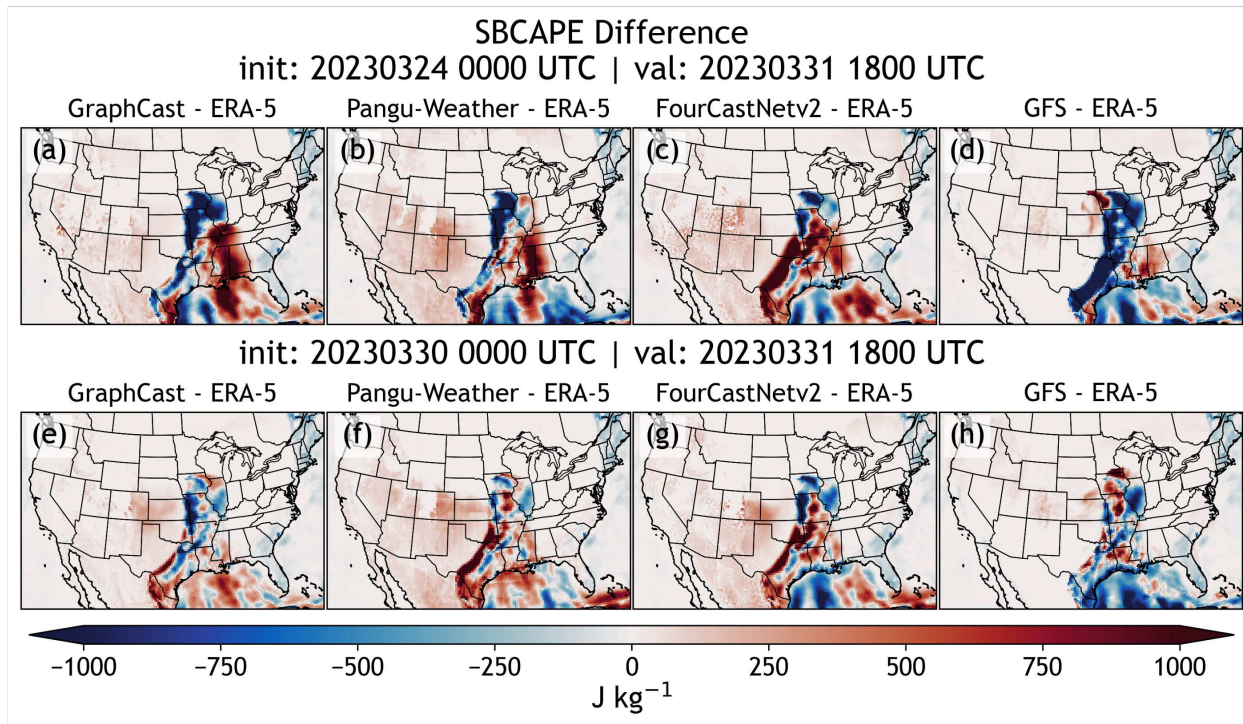 SBCAPE Difference
init: 20230324 0000 UTC | val: 20230331 1800 UTC
GraphCast - ERA-5 Pangu-Weather - ERA-5 FourCastNetv2 - ERA-5 GFS - ERA-5
(a) (b) (c) (d)
init: 20230330 0000 UTC | val: 20230331 1800 UTC
GraphCast - ERA-5 Pangu-Weather - ERA-5 FourCastNetv2 - ERA-5 GFS - ERA-5
(e) (f) (g) (h)
−1000 −750 −500 −250 0 250 500 750 1000
J kg⁻¹